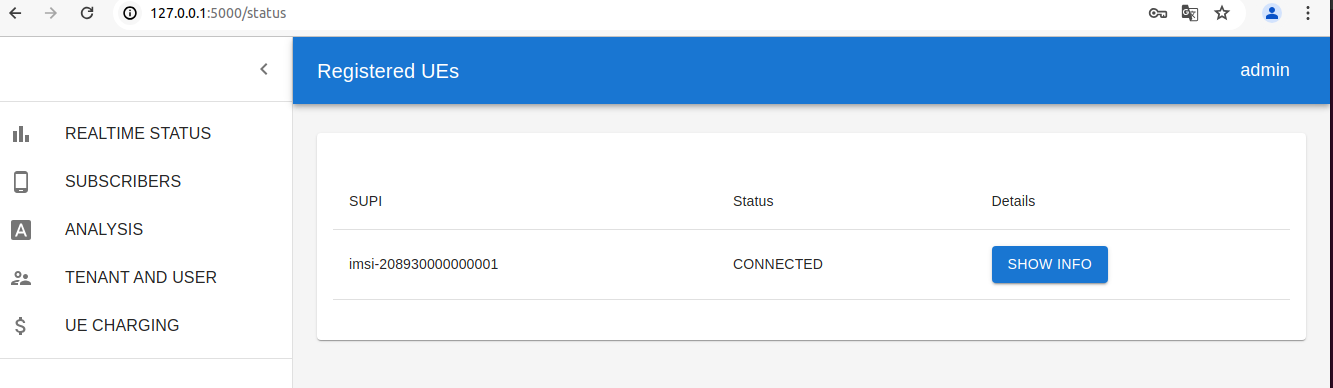 127.0.0.1:5000/status
Registered UEs
admin
REALTIME STATUS
SUBSCRIBERS
ANALYSIS
TENANT AND USER
UE CHARGING
SUPI Status Details
imsi-208930000000001 CONNECTED SHOW INFO